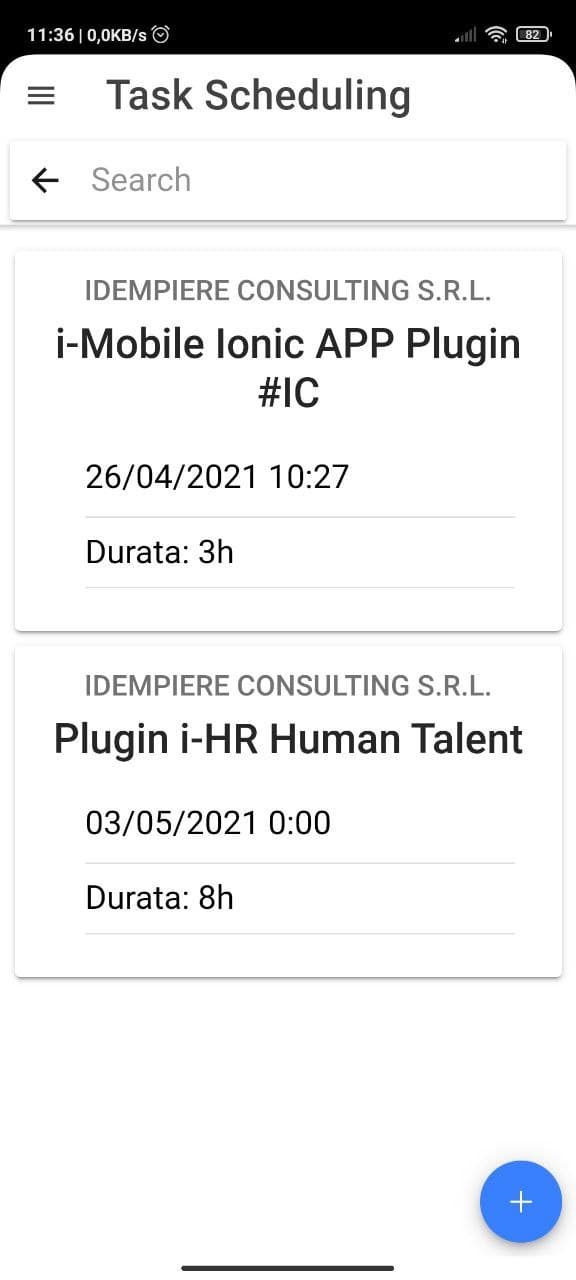 11:36 | 0,0KB/s
82
Task Scheduling
Search
IDEMPIERE CONSULTING S.R.L.
i-Mobile Ionic APP Plugin
#IC
26/04/2021 10:27
Durata: 3h
IDEMPIERE CONSULTING S.R.L.
Plugin i-HR Human Talent
03/05/2021 0:00
Durata: 8h